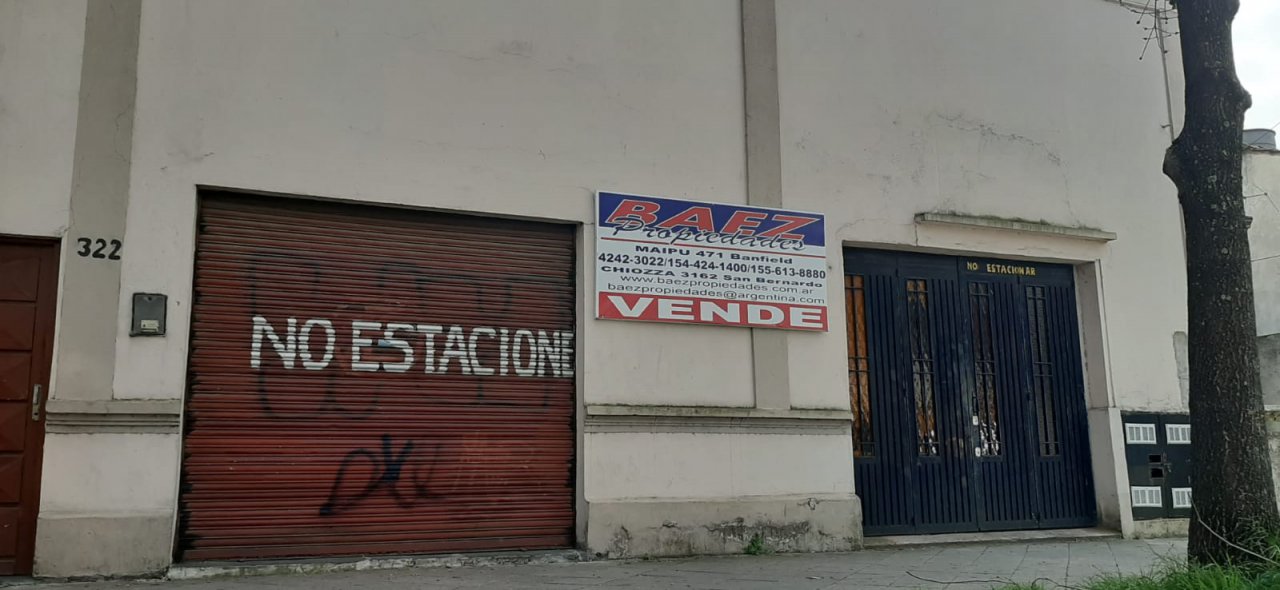 322
NO ESTACIONE
BAEZ
Propiedades
MAIPU 471 Banfield
4242-3022/154-424-1400/155-613-8880
CHIOZZA 3162 San Bernardo
www.baezpropiedades.com.ar
baezpropiedades@argentina.com
VENDE
NO ESTACIONAR